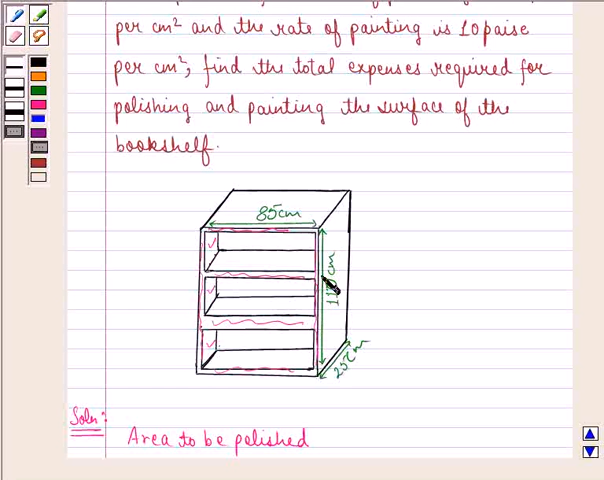 per cm² and the rate of painting is 10 paise
per cm², find the total expenses required for
polishing and painting the surface of the
bookshelf.
85cm
25cm
Soln:
Area to be polished